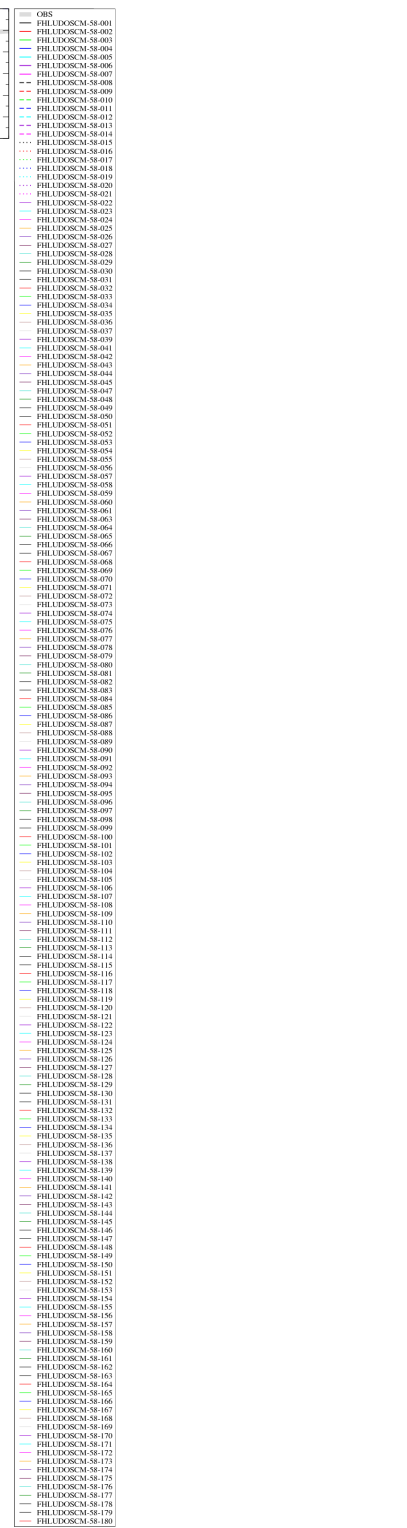 OBS
FHLUDOSCM-58-001
FHLUDOSCM-58-002
FHLUDOSCM-58-003
FHLUDOSCM-58-004
FHLUDOSCM-58-005
FHLUDOSCM-58-006
FHLUDOSCM-58-007
FHLUDOSCM-58-008
FHLUDOSCM-58-009
FHLUDOSCM-58-010
FHLUDOSCM-58-011
FHLUDOSCM-58-012
FHLUDOSCM-58-013
FHLUDOSCM-58-014
FHLUDOSCM-58-015
FHLUDOSCM-58-016
FHLUDOSCM-58-017
FHLUDOSCM-58-018
FHLUDOSCM-58-019
FHLUDOSCM-58-020
FHLUDOSCM-58-021
FHLUDOSCM-58-022
FHLUDOSCM-58-023
FHLUDOSCM-58-024
FHLUDOSCM-58-025
FHLUDOSCM-58-026
FHLUDOSCM-58-027
FHLUDOSCM-58-028
FHLUDOSCM-58-029
FHLUDOSCM-58-030
FHLUDOSCM-58-031
FHLUDOSCM-58-032
FHLUDOSCM-58-033
FHLUDOSCM-58-034
FHLUDOSCM-58-035
FHLUDOSCM-58-036
FHLUDOSCM-58-037
FHLUDOSCM-58-039
FHLUDOSCM-58-041
FHLUDOSCM-58-042
FHLUDOSCM-58-043
FHLUDOSCM-58-044
FHLUDOSCM-58-045
FHLUDOSCM-58-047
FHLUDOSCM-58-048
FHLUDOSCM-58-049
FHLUDOSCM-58-050
FHLUDOSCM-58-051
FHLUDOSCM-58-052
FHLUDOSCM-58-053
FHLUDOSCM-58-054
FHLUDOSCM-58-055
FHLUDOSCM-58-056
FHLUDOSCM-58-057
FHLUDOSCM-58-058
FHLUDOSCM-58-059
FHLUDOSCM-58-060
FHLUDOSCM-58-061
FHLUDOSCM-58-063
FHLUDOSCM-58-064
FHLUDOSCM-58-065
FHLUDOSCM-58-066
FHLUDOSCM-58-067
FHLUDOSCM-58-068
FHLUDOSCM-58-069
FHLUDOSCM-58-070
FHLUDOSCM-58-071
FHLUDOSCM-58-072
FHLUDOSCM-58-073
FHLUDOSCM-58-074
FHLUDOSCM-58-075
FHLUDOSCM-58-076
FHLUDOSCM-58-077
FHLUDOSCM-58-078
FHLUDOSCM-58-079
FHLUDOSCM-58-080
FHLUDOSCM-58-081
FHLUDOSCM-58-082
FHLUDOSCM-58-083
FHLUDOSCM-58-084
FHLUDOSCM-58-085
FHLUDOSCM-58-086
FHLUDOSCM-58-087
FHLUDOSCM-58-088
FHLUDOSCM-58-089
FHLUDOSCM-58-090
FHLUDOSCM-58-091
FHLUDOSCM-58-092
FHLUDOSCM-58-093
FHLUDOSCM-58-094
FHLUDOSCM-58-095
FHLUDOSCM-58-096
FHLUDOSCM-58-097
FHLUDOSCM-58-098
FHLUDOSCM-58-099
FHLUDOSCM-58-100
FHLUDOSCM-58-101
FHLUDOSCM-58-102
FHLUDOSCM-58-103
FHLUDOSCM-58-104
FHLUDOSCM-58-105
FHLUDOSCM-58-106
FHLUDOSCM-58-107
FHLUDOSCM-58-108
FHLUDOSCM-58-109
FHLUDOSCM-58-110
FHLUDOSCM-58-111
FHLUDOSCM-58-112
FHLUDOSCM-58-113
FHLUDOSCM-58-114
FHLUDOSCM-58-115
FHLUDOSCM-58-116
FHLUDOSCM-58-117
FHLUDOSCM-58-118
FHLUDOSCM-58-119
FHLUDOSCM-58-120
FHLUDOSCM-58-121
FHLUDOSCM-58-122
FHLUDOSCM-58-123
FHLUDOSCM-58-124
FHLUDOSCM-58-125
FHLUDOSCM-58-126
FHLUDOSCM-58-127
FHLUDOSCM-58-128
FHLUDOSCM-58-129
FHLUDOSCM-58-130
FHLUDOSCM-58-131
FHLUDOSCM-58-132
FHLUDOSCM-58-133
FHLUDOSCM-58-134
FHLUDOSCM-58-135
FHLUDOSCM-58-136
FHLUDOSCM-58-137
FHLUDOSCM-58-138
FHLUDOSCM-58-139
FHLUDOSCM-58-140
FHLUDOSCM-58-141
FHLUDOSCM-58-142
FHLUDOSCM-58-143
FHLUDOSCM-58-144
FHLUDOSCM-58-145
FHLUDOSCM-58-146
FHLUDOSCM-58-147
FHLUDOSCM-58-148
FHLUDOSCM-58-149
FHLUDOSCM-58-150
FHLUDOSCM-58-151
FHLUDOSCM-58-152
FHLUDOSCM-58-153
FHLUDOSCM-58-154
FHLUDOSCM-58-155
FHLUDOSCM-58-156
FHLUDOSCM-58-157
FHLUDOSCM-58-158
FHLUDOSCM-58-159
FHLUDOSCM-58-160
FHLUDOSCM-58-161
FHLUDOSCM-58-162
FHLUDOSCM-58-163
FHLUDOSCM-58-164
FHLUDOSCM-58-165
FHLUDOSCM-58-166
FHLUDOSCM-58-167
FHLUDOSCM-58-168
FHLUDOSCM-58-169
FHLUDOSCM-58-170
FHLUDOSCM-58-171
FHLUDOSCM-58-172
FHLUDOSCM-58-173
FHLUDOSCM-58-174
FHLUDOSCM-58-175
FHLUDOSCM-58-176
FHLUDOSCM-58-177
FHLUDOSCM-58-178
FHLUDOSCM-58-179
FHLUDOSCM-58-180